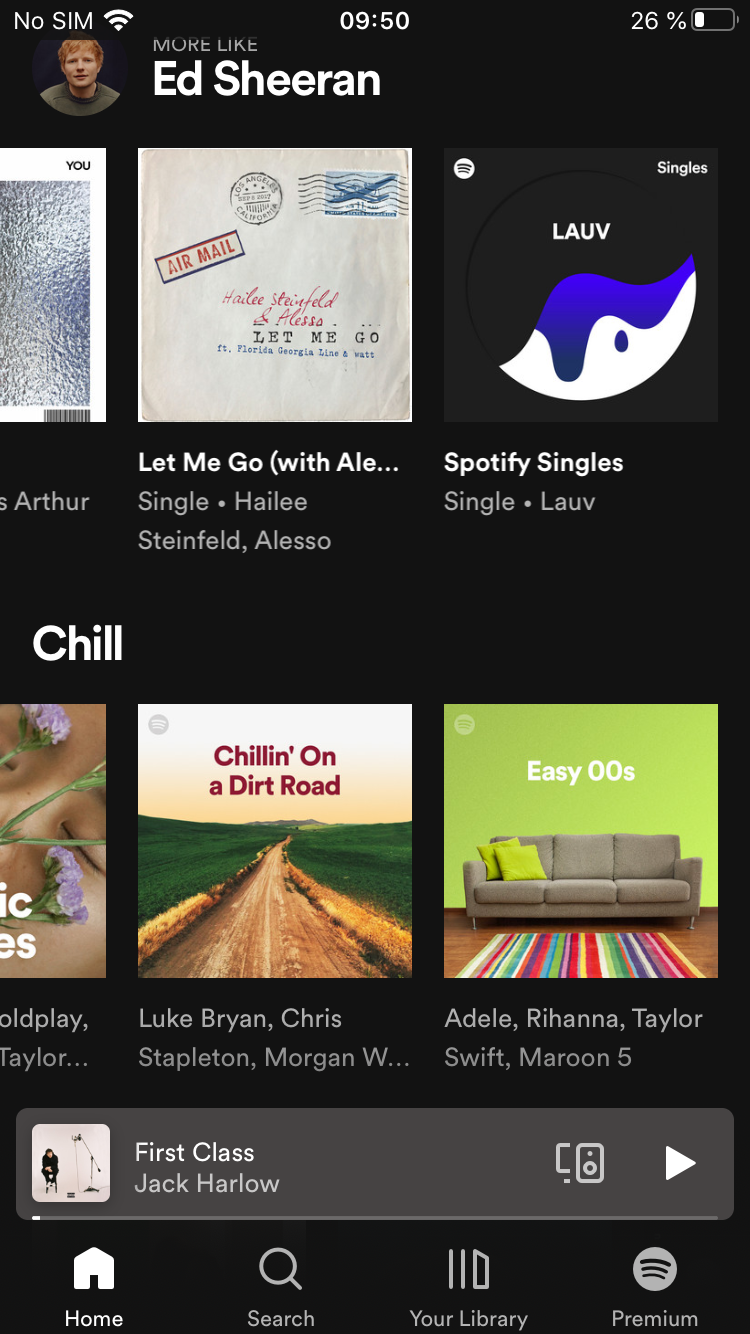 No SIM 09:50 26 %
MORE LIKE
Ed Sheeran
YOU
LOS ANGELES
SEP 8 2017
CALIFORNIA
AIR MAIL
Hailee Steinfeld
& Alesso
LET ME GO
ft. Florida Georgia Line & watt
Singles
LAUV
s Arthur
Let Me Go (with Ale...
Single • Hailee
Steinfeld, Alesso
Spotify Singles
Single • Lauv
Chill
ic
es
Chillin' On
a Dirt Road
Easy 00s
oldplay,
Taylor...
Luke Bryan, Chris
Stapleton, Morgan W...
Adele, Rihanna, Taylor
Swift, Maroon 5
First Class
Jack Harlow
Home Search Your Library Premium